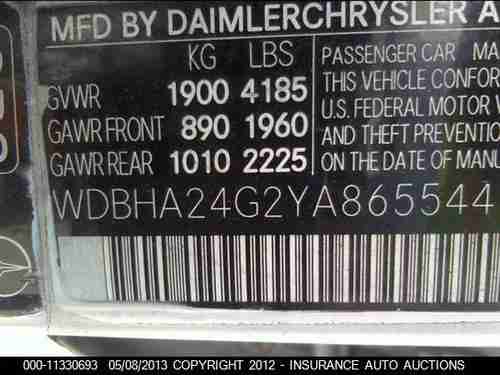 MFD BY DAIMLERCHRYSLER A
KG LBS
GVWR 1900 4185
GAWR FRONT 890 1960
GAWR REAR 1010 2225
PASSENGER CAR MA
THIS VEHICLE CONFOR
U.S. FEDERAL MOTOR V
AND THEFT PREVENT
ON THE DATE OF MANU
WDBHA24G2YA865544
000-11330693 05/08/2013 COPYRIGHT 2012 - INSURANCE AUTO AUCTIONS